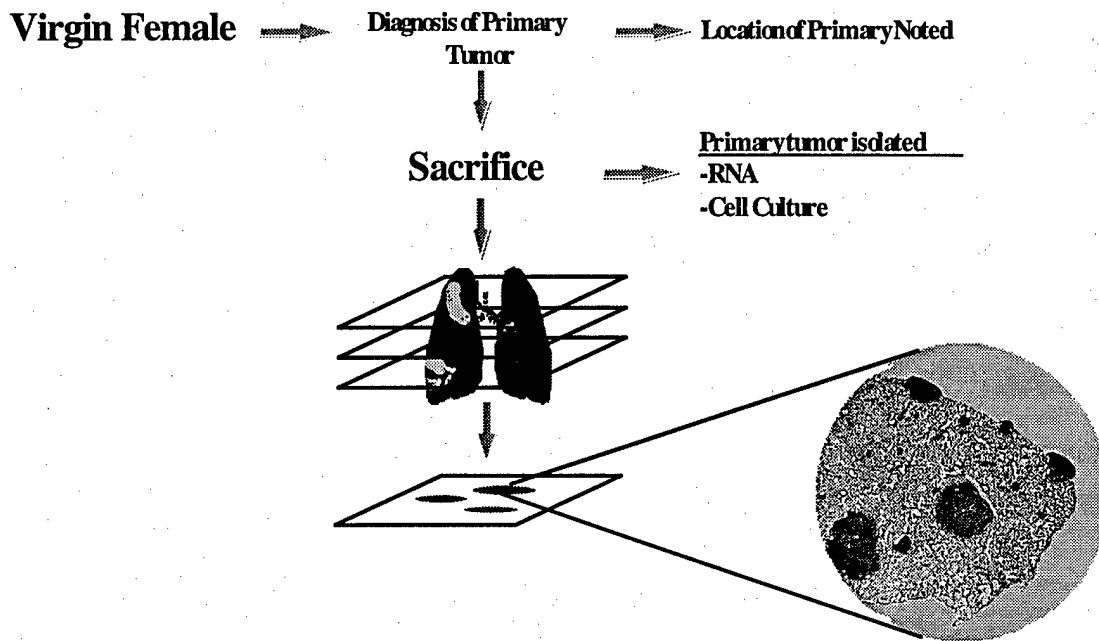 Virgin Female
Diagnosis of Primary
Tumor
Location of Primary Noted
Sacrifice
Primary tumor isolated
-RNA
-Cell Culture